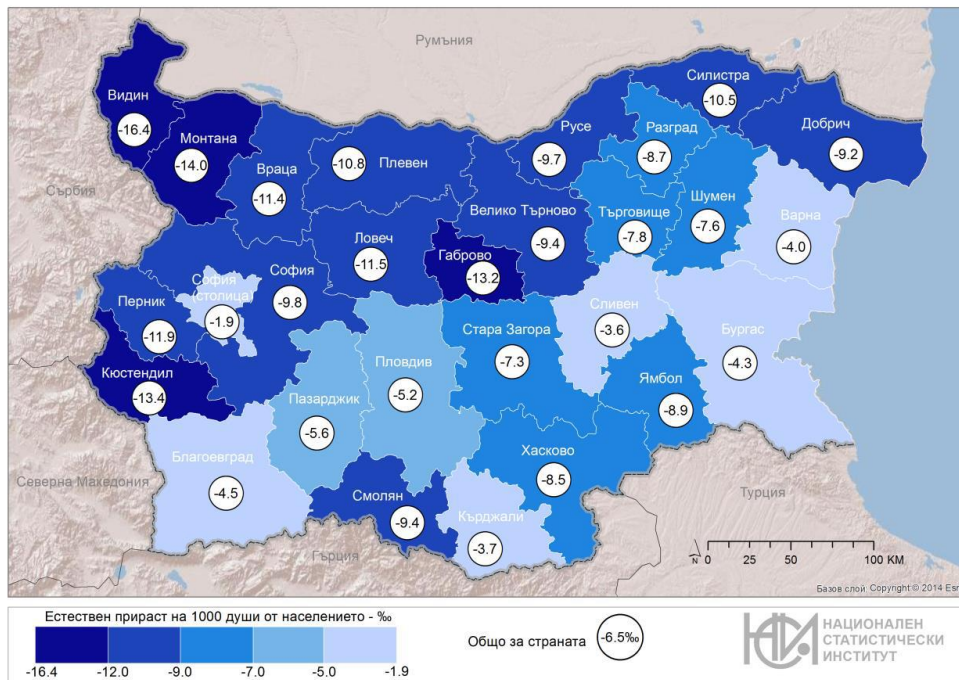 Румъния
Силистра
-10.5
Видин
-16.4
Монтана
-14.0
Русе
-9.7
Разград
-8.7
Добрич
-9.2
Враца
-11.4
-10.8 Плевен
Сърбия
Велико Търново
-9.4
Търговище
-7.8
Шумен
-7.6
Варна
-4.0
Ловеч
-11.5
Габрово
-13.2
София
-9.8
София
(столица)
-1.9
Перник
-11.9
Сливен
-3.6
Стара Загора
-7.3
Бургас
-4.3
Кюстендил
-13.4
Пловдив
-5.2
Пазарджик
-5.6
Ямбол
-8.9
Благоевград
-4.5
Хасково
-8.5
Северна Македония
Смолян
-9.4
Кърджали
-3.7
Турция
Гърция
N
0 25 50 100 КМ
Базов слой: Copyright © 2014 Esri
Естествен прираст на 1000 души от населението - ‰
-16.4 -12.0 -9.0 -7.0 -5.0 -1.9
Общо за страната -6.5‰
НСИ
НАЦИОНАЛЕН
СТАТИСТИЧЕСКИ
ИНСТИТУТ